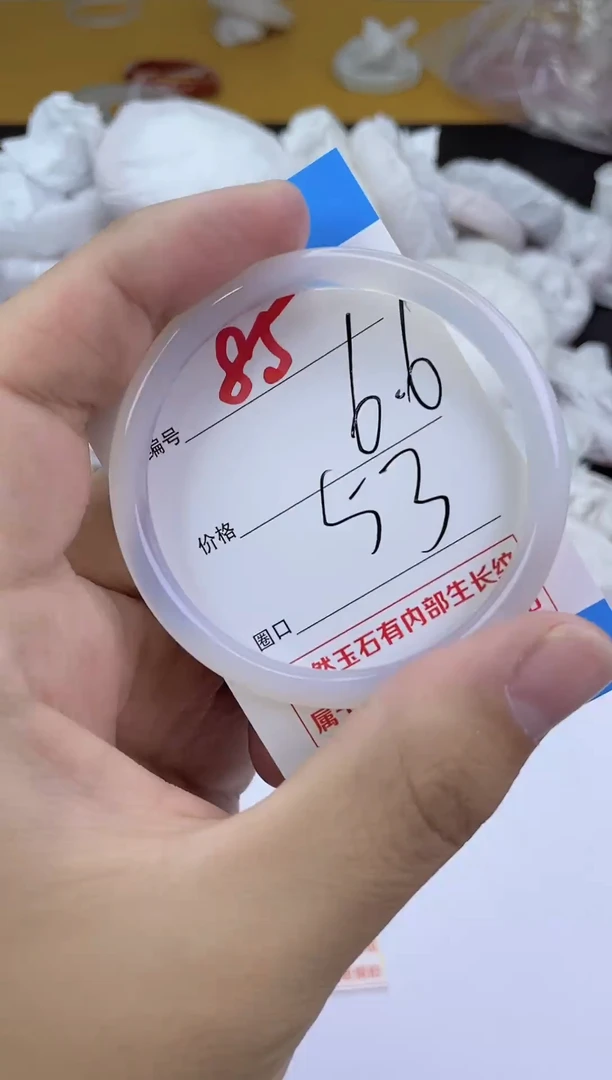 编号 85
价格 6.6
圈口 53
然玉石有内部生长纹
属